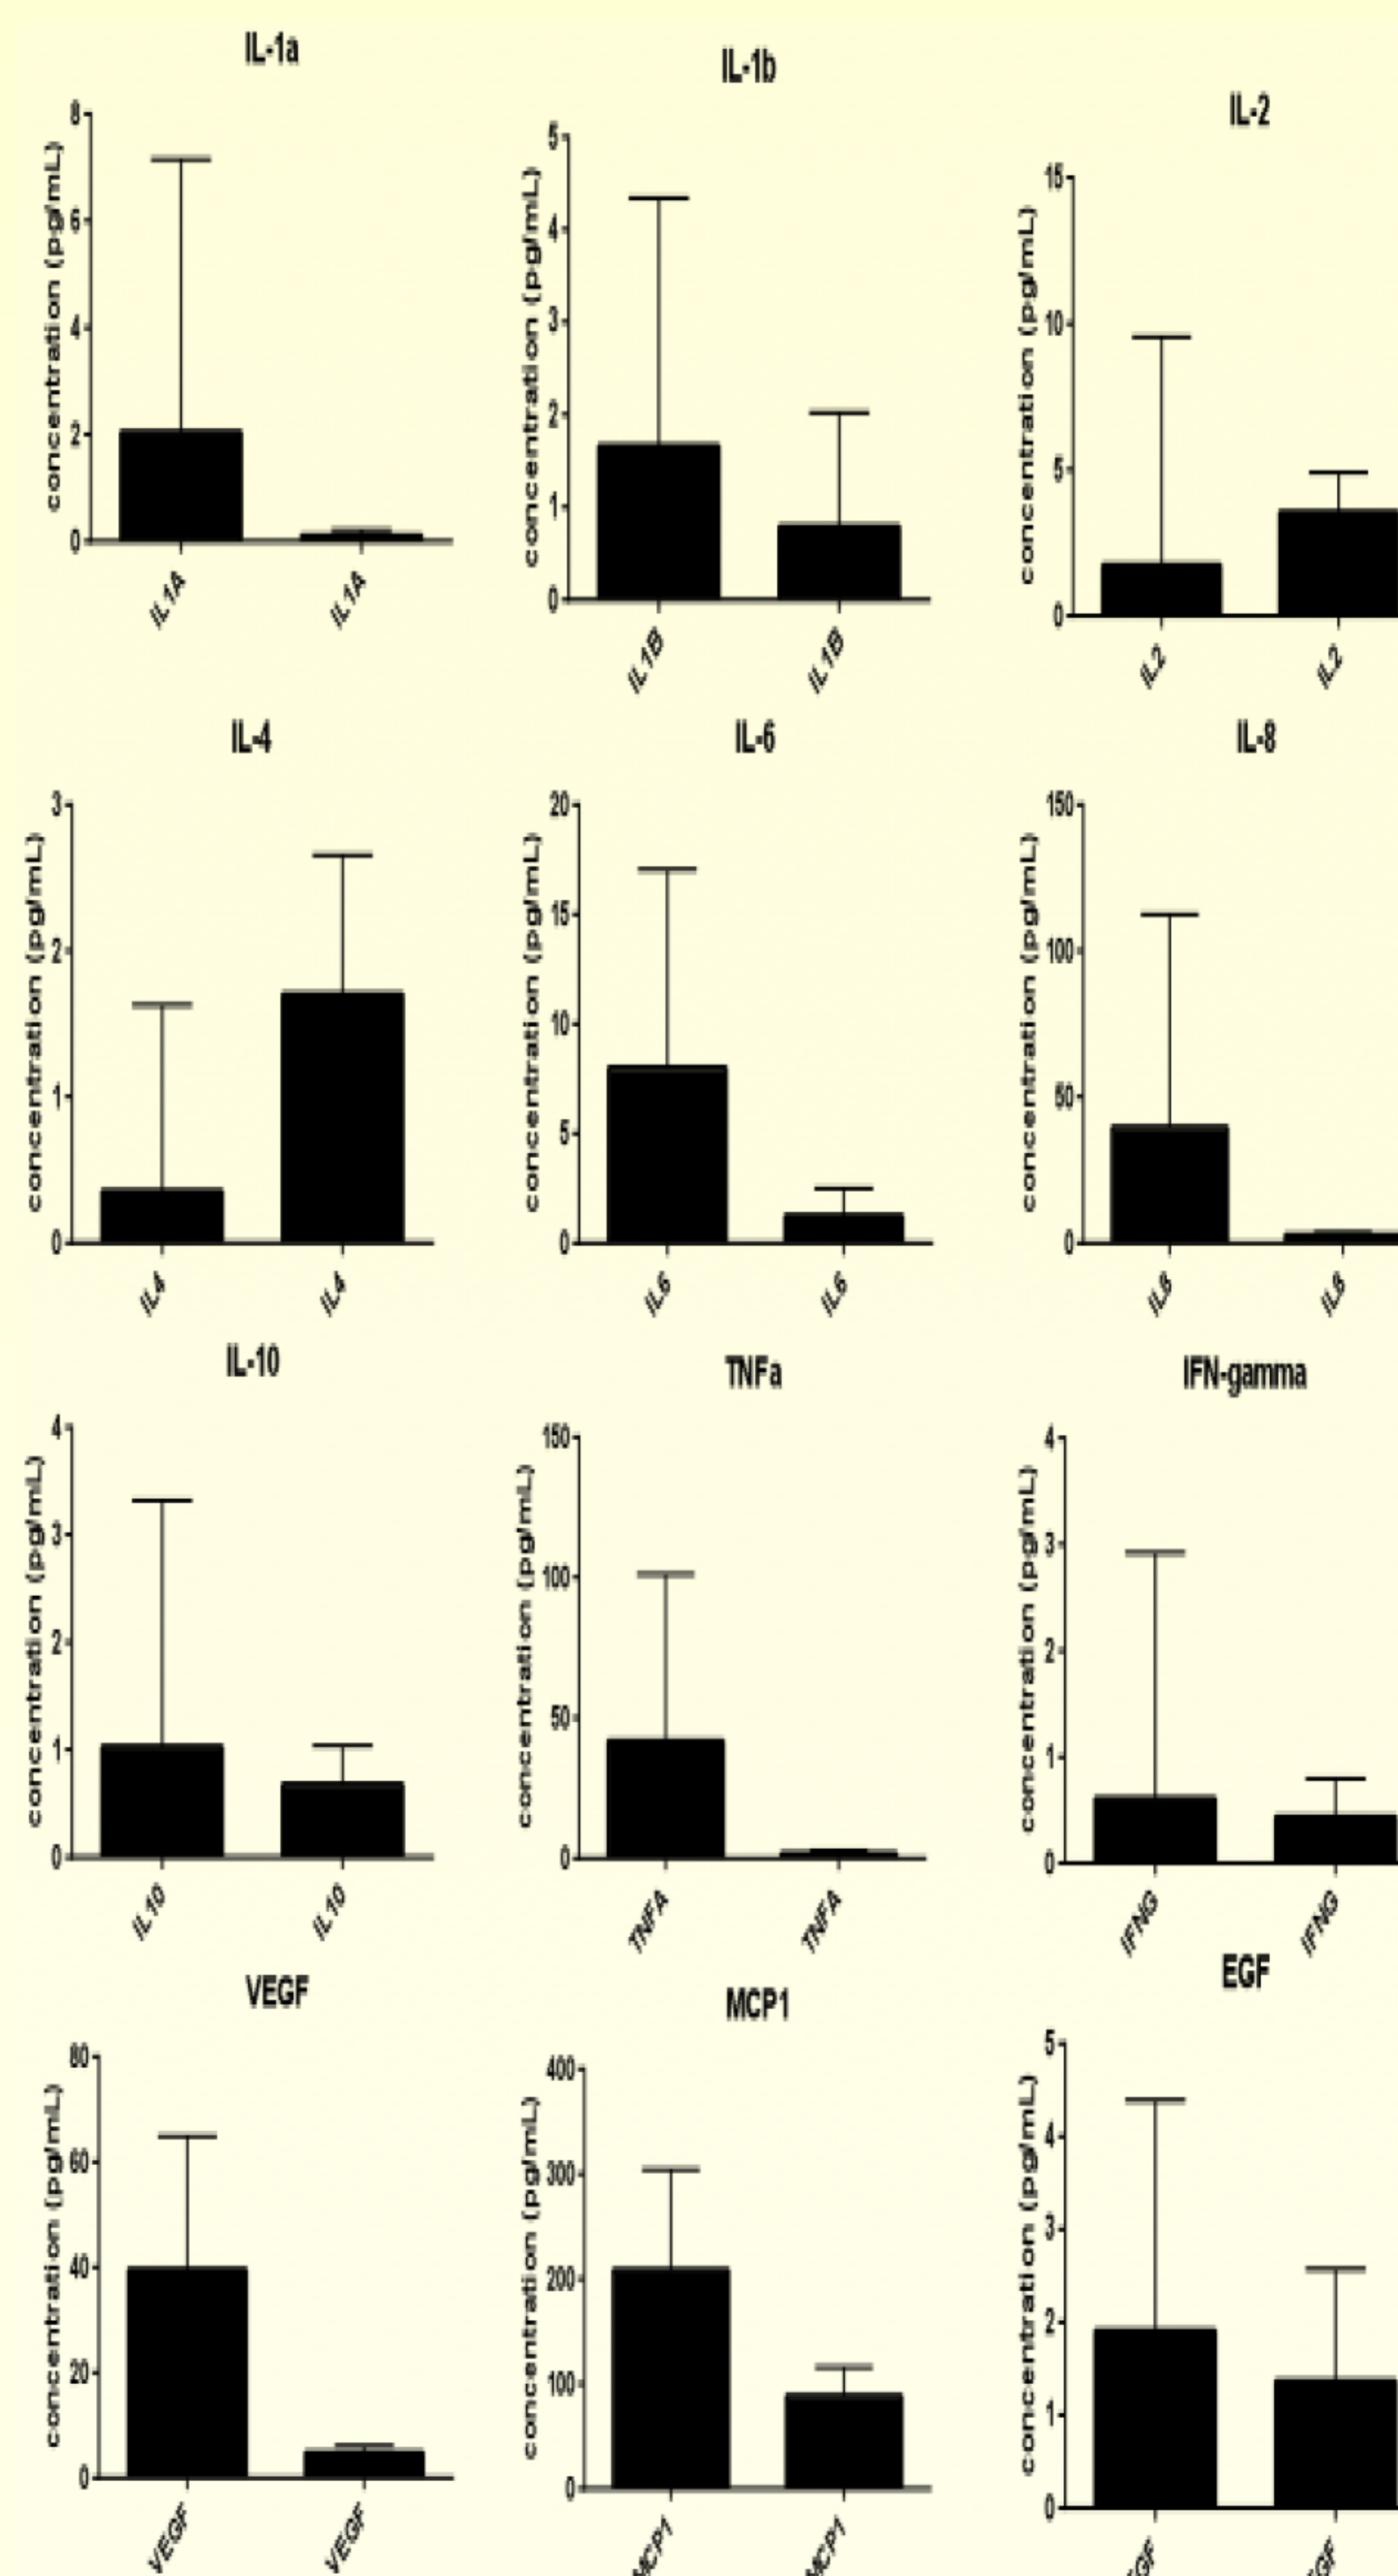 IL-1a
IL-1b
IL-2
concentration (pg/mL)
8
6
4
2
0
IL1A
IL1A
concentration (pg/mL)
5
4
3
2
1
0
IL1B
IL1B
concentration (pg/mL)
15
10
5
0
IL2
IL2
IL-4
IL-6
IL-8
concentration (pg/mL)
3
2
1
0
IL4
IL4
concentration (pg/mL)
20
15
10
5
0
IL6
IL6
concentration (pg/mL)
150
100
50
0
IL8
IL8
IL-10
TNFa
IFN-gamma
concentration (pg/mL)
4
3
2
1
0
IL10
IL10
concentration (pg/mL)
150
100
50
0
TNFA
TNFA
concentration (pg/mL)
4
3
2
1
0
IFNG
IFNG
VEGF
MCP1
EGF
concentration (pg/mL)
80
60
40
20
0
VEGF
VEGF
concentration (pg/mL)
400
300
200
100
0
MCP1
MCP1
concentration (pg/mL)
5
4
3
2
1
0